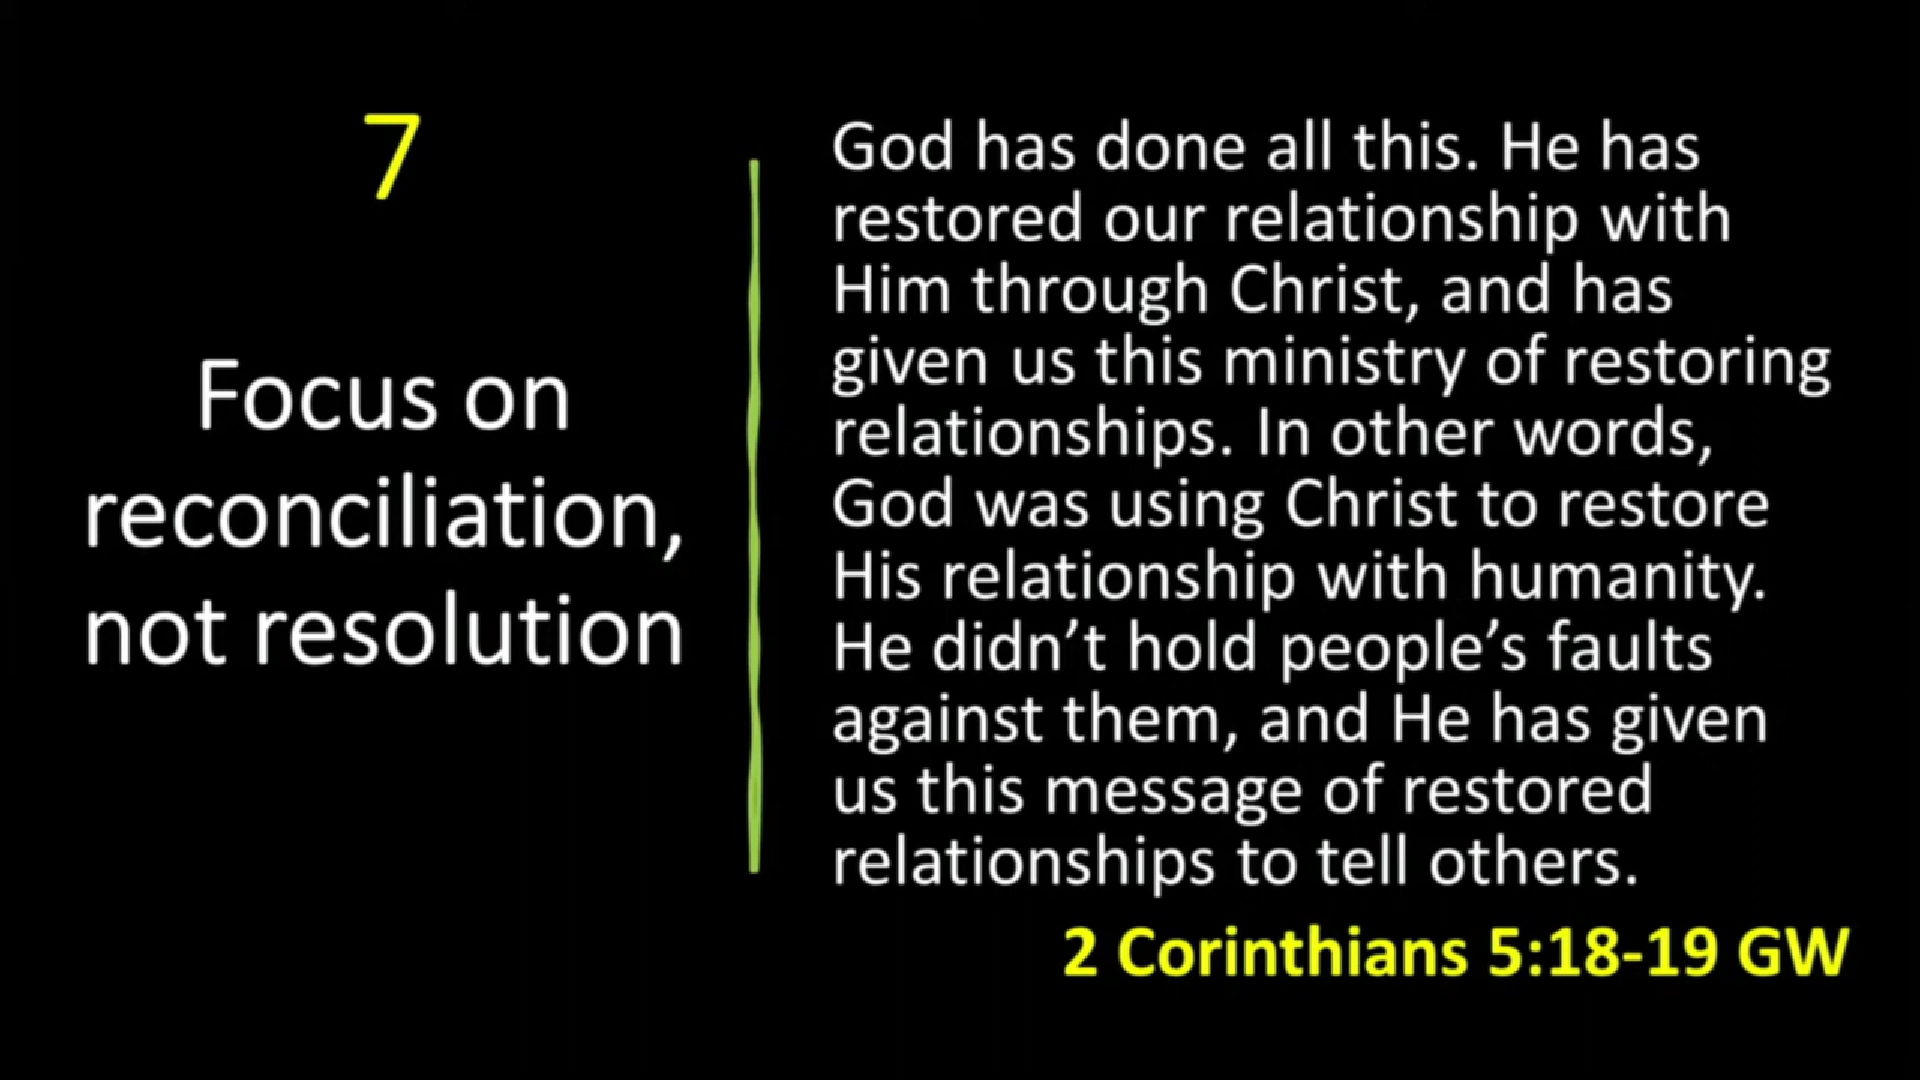 7
Focus on
reconciliation,
not resolution
God has done all this. He has
restored our relationship with
Him through Christ, and has
given us this ministry of restoring
relationships. In other words,
God was using Christ to restore
His relationship with humanity.
He didn’t hold people’s faults
against them, and He has given
us this message of restored
relationships to tell others.
2 Corinthians 5:18-19 GW